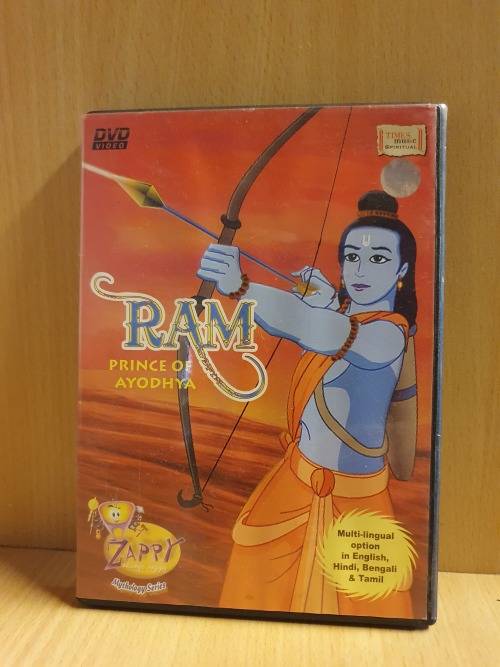 DVD
VIDEO
TIMES
music
SPIRITUAL
RAM
PRINCE OF
AYODHYA
ZAPPY
Mythology Series
Multi-lingual
option
in English,
Hindi, Bengali
& Tamil